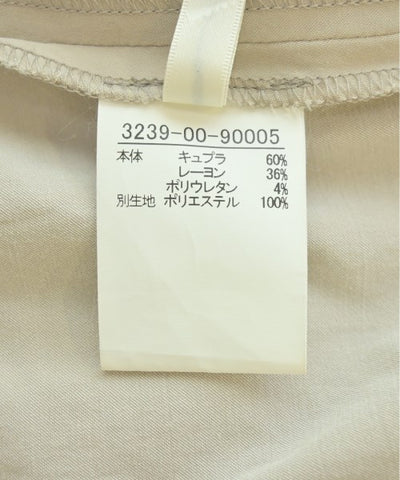 3239-00-90005
本体 キュプラ 60%
レーヨン 36%
ポリウレタン 4%
別生地 ポリエステル 100%